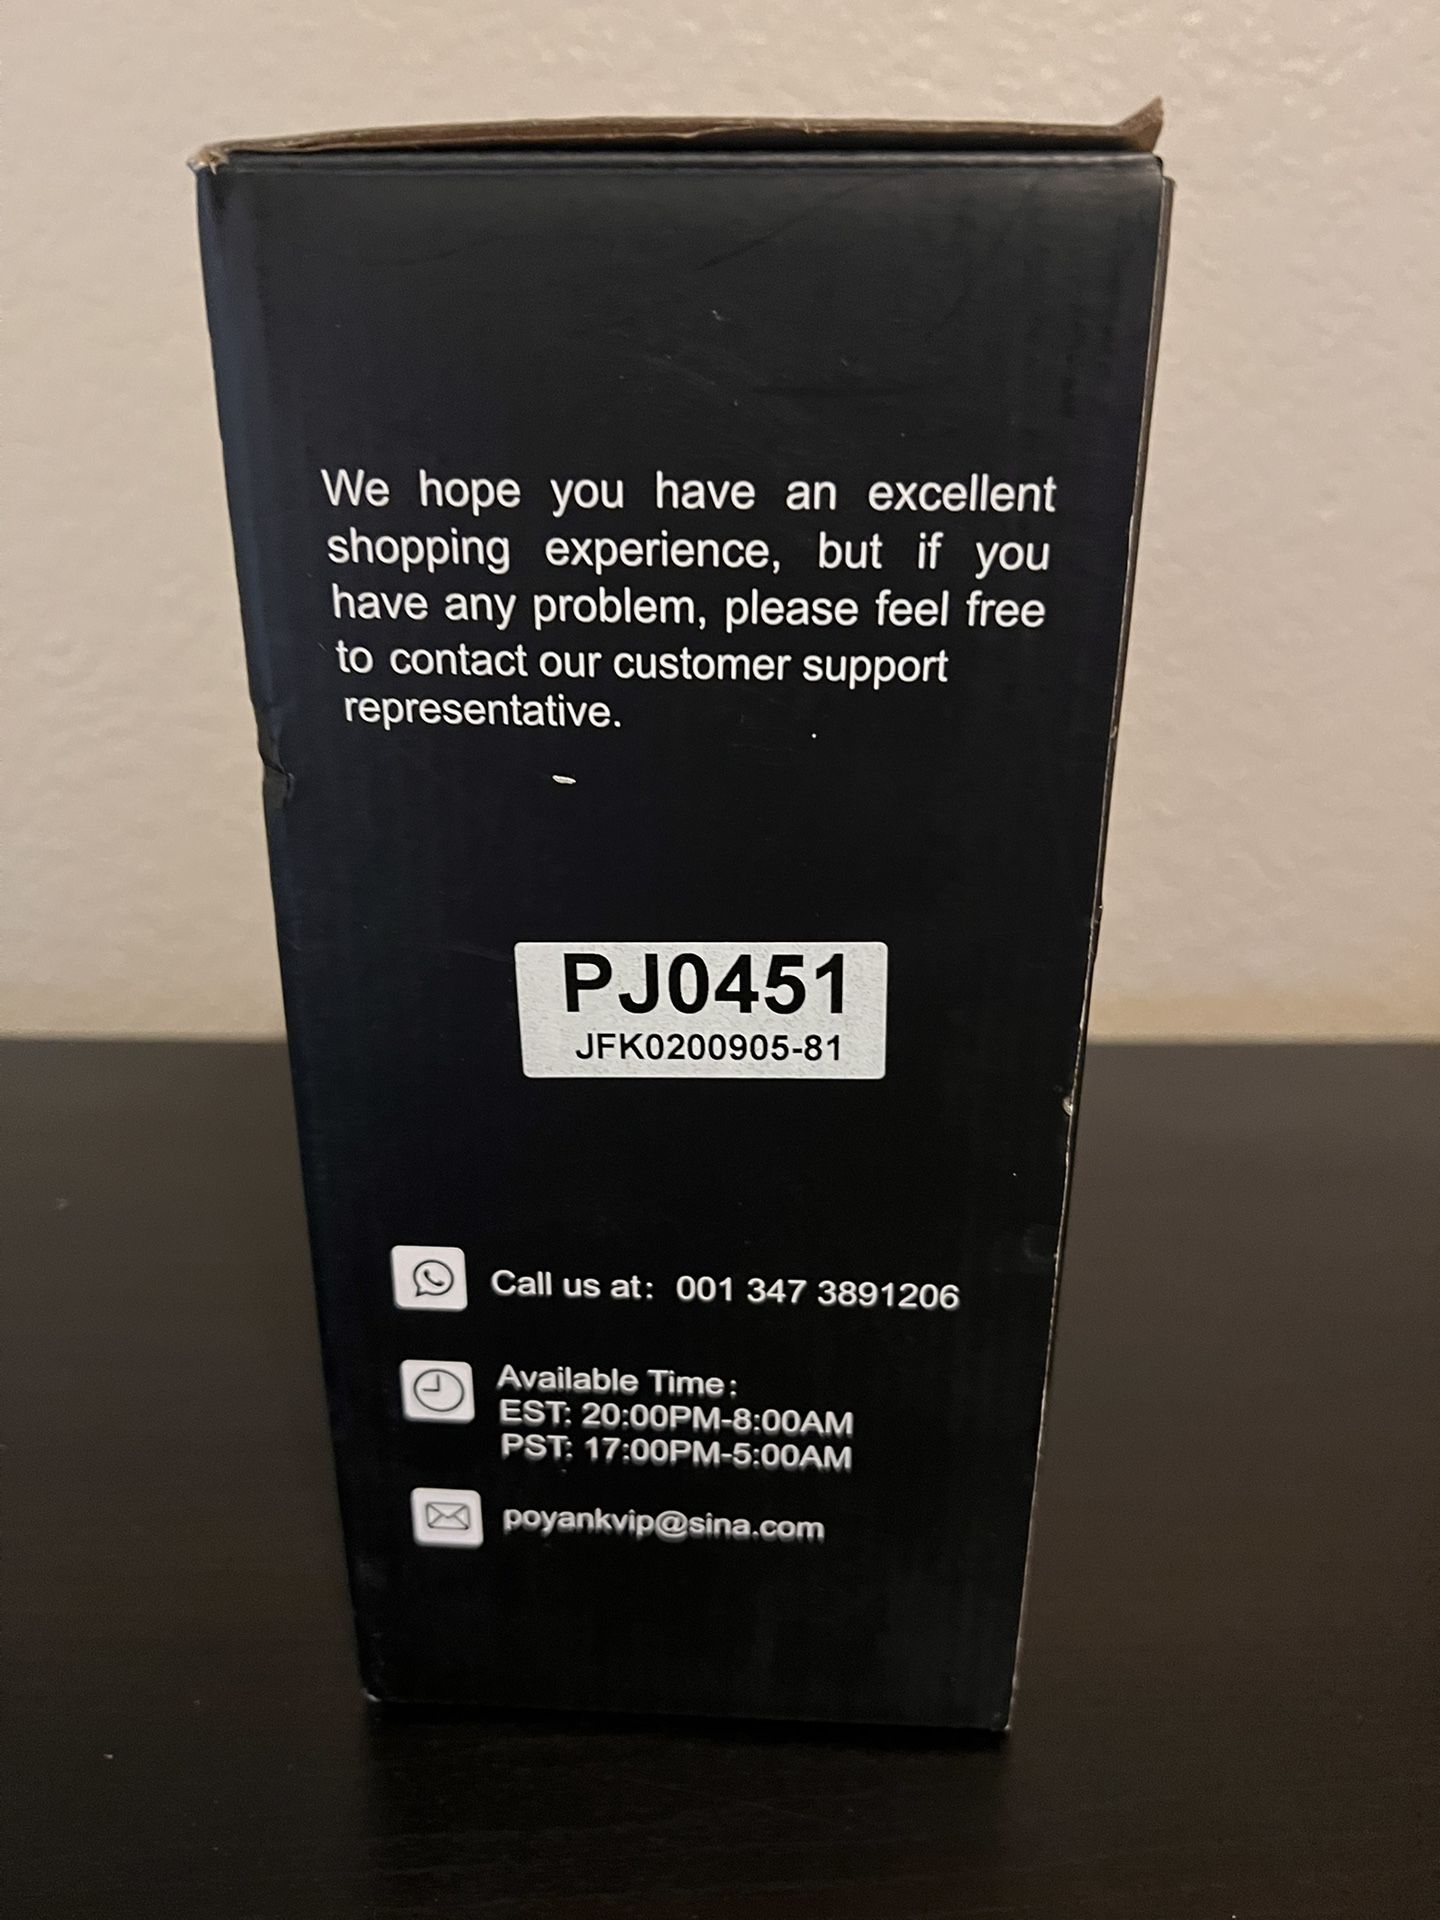 We hope you have an excellent
shopping experience, but if you
have any problem, please feel free
to contact our customer support
representative.
PJ0451
JFK0200905-81
Call us at: 001 347 3891206
Available Time:
EST: 20:00PM-8:00AM
PST: 17:00PM-5:00AM
poyankvip@sina.com